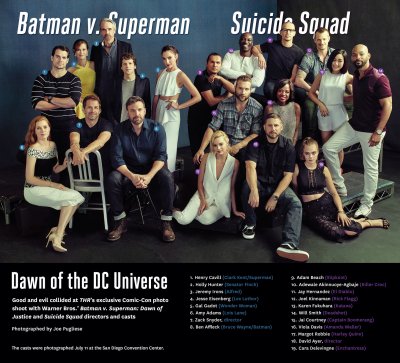 Batman v. Superman
Suicide Squad
Dawn of the DC Universe
Good and evil collided at THR's exclusive Comic-Con photo
shoot with Warner Bros.' Batman v. Superman: Dawn of
Justice and Suicide Squad directors and casts
Photographed by Joe Pugliese
The casts were photographed July 11 at the San Diego Convention Center.
1. Henry Cavill (Clark Kent/Superman)
2. Holly Hunter (Senator Finch)
3. Jeremy Irons (Alfred)
4. Jesse Eisenberg (Lex Luthor)
5. Gal Gadot (Wonder Woman)
6. Amy Adams (Lois Lane)
7. Zack Snyder, director
8. Ben Affleck (Bruce Wayne/Batman)
9. Adam Beach (Slipknot)
10. Adewale Akinnuoye-Agbaje (Killer Croc)
11. Jay Hernandez (El Diablo)
12. Joel Kinnaman (Rick Flagg)
13. Karen Fukuhara (Katana)
14. Will Smith (Deadshot)
15. Jai Courtney (Captain Boomerang)
16. Viola Davis (Amanda Waller)
17. Margot Robbie (Harley Quinn)
18. David Ayer, (director)
19. Cara Delevingne (Enchantress)